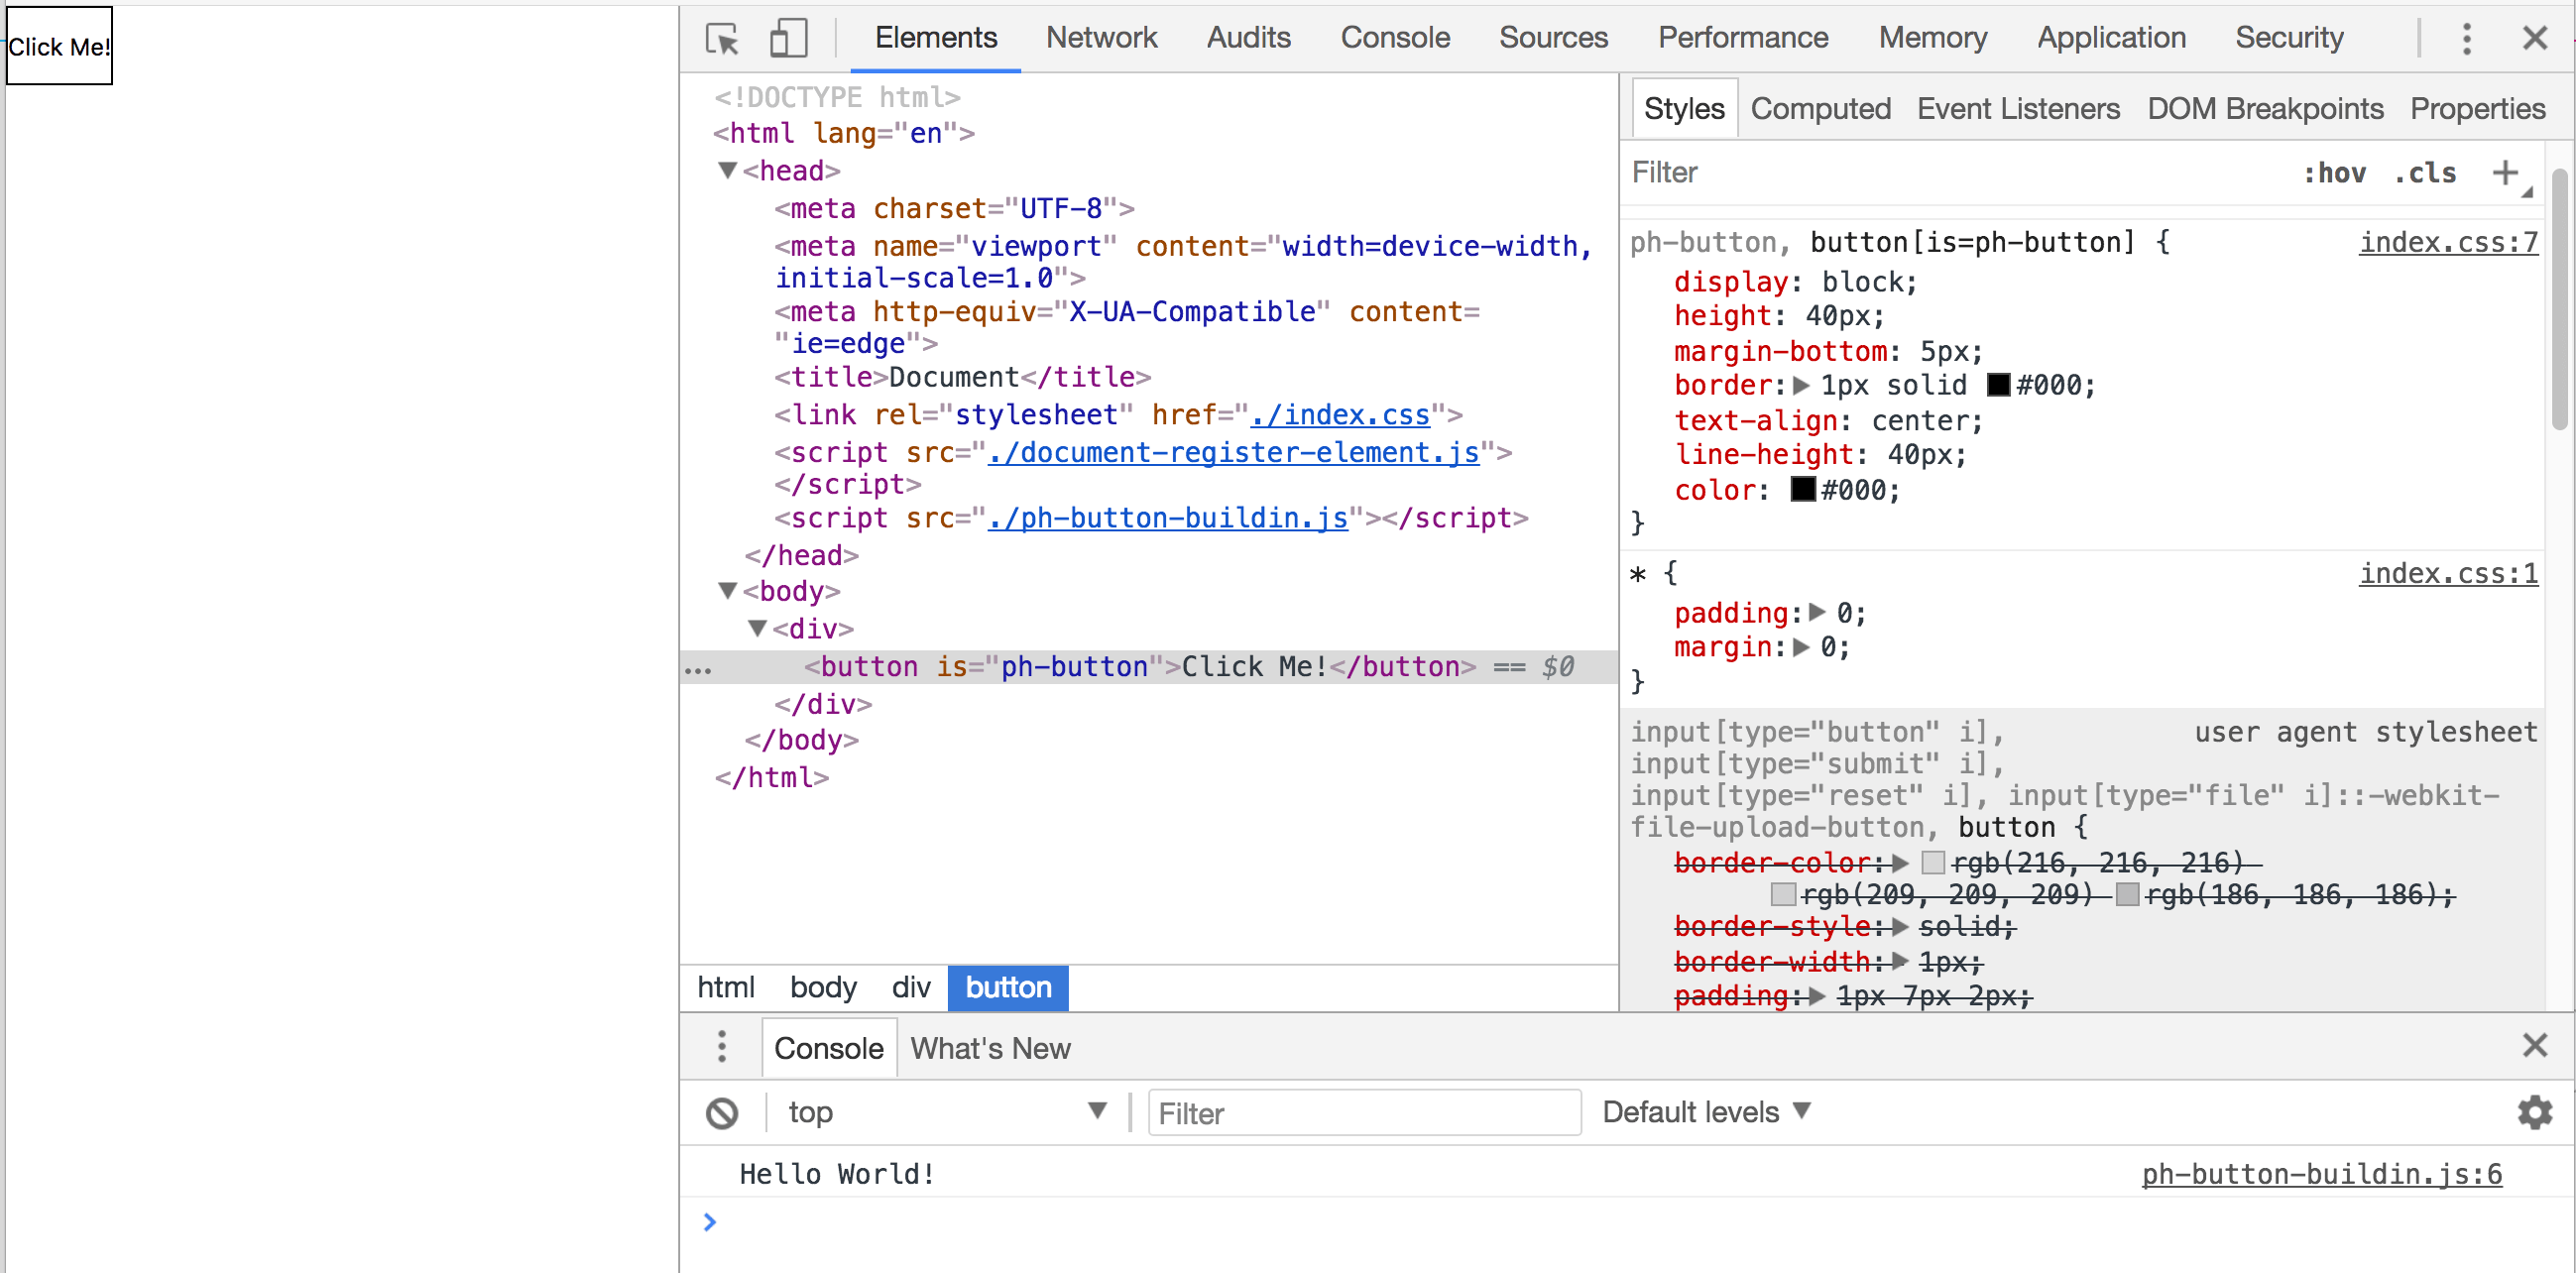 Click Me!
Elements Network Audits Console Sources Performance Memory Application Security
<!DOCTYPE html>
<html lang="en">
<head>
<meta charset="UTF-8">
<meta name="viewport" content="width=device-width,
initial-scale=1.0">
<meta http-equiv="X-UA-Compatible" content=
"ie=edge">
<title>Document</title>
<link rel="stylesheet" href="./index.css">
<script src="./document-register-element.js">
</script>
<script src="./ph-button-buildin.js"></script>
</head>
<body>
<div>
… <button is="ph-button">Click Me!</button> == $0
</div>
</body>
</html>
html body div button
Styles Computed Event Listeners DOM Breakpoints Properties
Filter :hov .cls +
ph-button, button[is=ph-button] { index.css:7
display: block;
height: 40px;
margin-bottom: 5px;
border: 1px solid #000;
text-align: center;
line-height: 40px;
color: #000;
}
* { index.css:1
padding: 0;
margin: 0;
}
input[type="button" i], user agent stylesheet
input[type="submit" i],
input[type="reset" i], input[type="file" i]::-webkit-
file-upload-button, button {
border-color: rgb(216, 216, 216)
rgb(209, 209, 209) rgb(186, 186, 186);
border-style: solid;
border-width: 1px;
padding: 1px 7px 2px;
Console What's New
top Filter Default levels
Hello World! ph-button-buildin.js:6